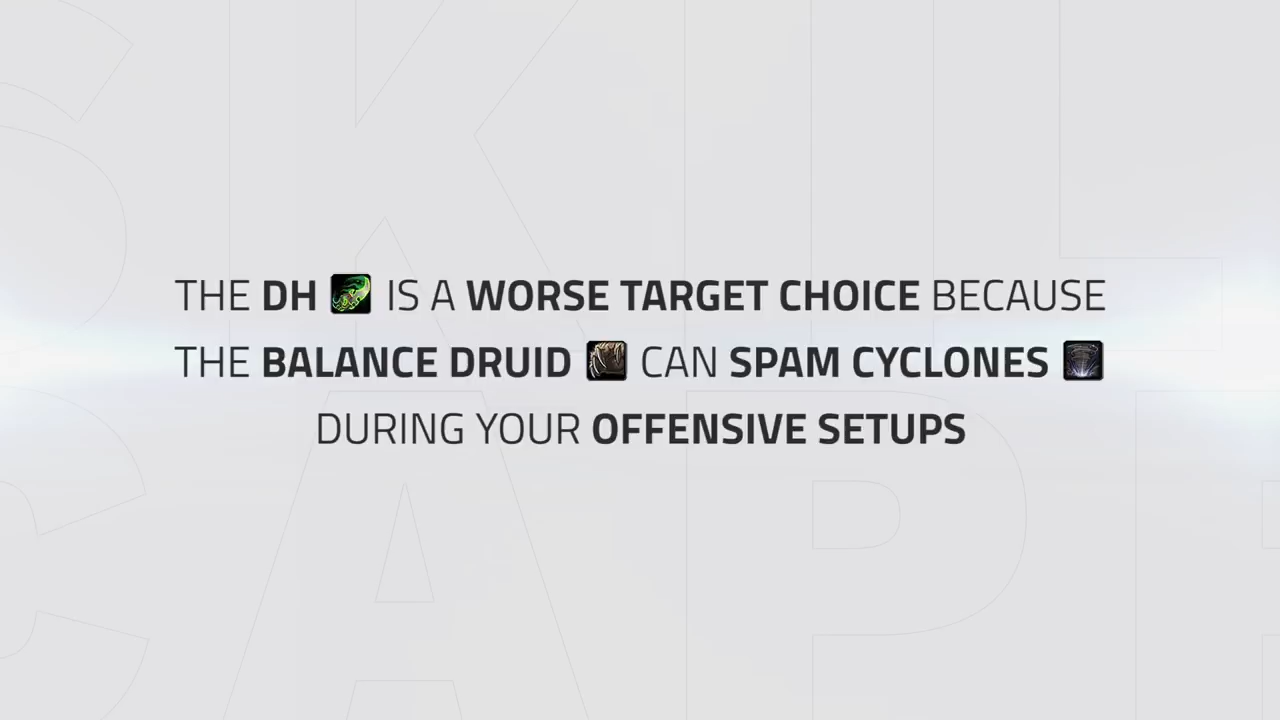 THE DH IS A WORSE TARGET CHOICE BECAUSE
THE BALANCE DRUID CAN SPAM CYCLONES
DURING YOUR OFFENSIVE SETUPS